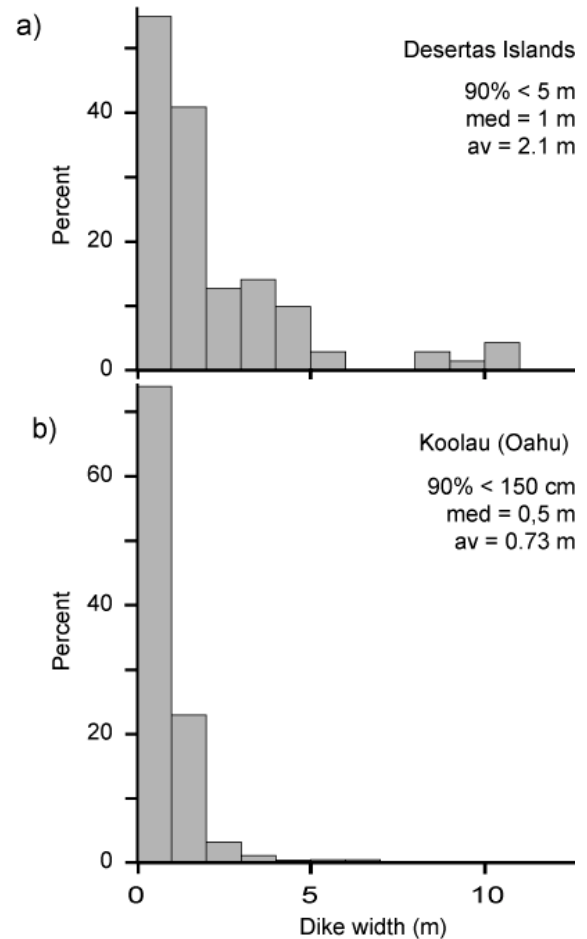 a)
Desertas Islands
90% < 5 m
med = 1 m
av = 2.1 m
Percent
40
20
0
b)
Koolau (Oahu)
90% < 150 cm
med = 0,5 m
av = 0.73 m
Percent
60
40
20
0
0 5 10
Dike width (m)